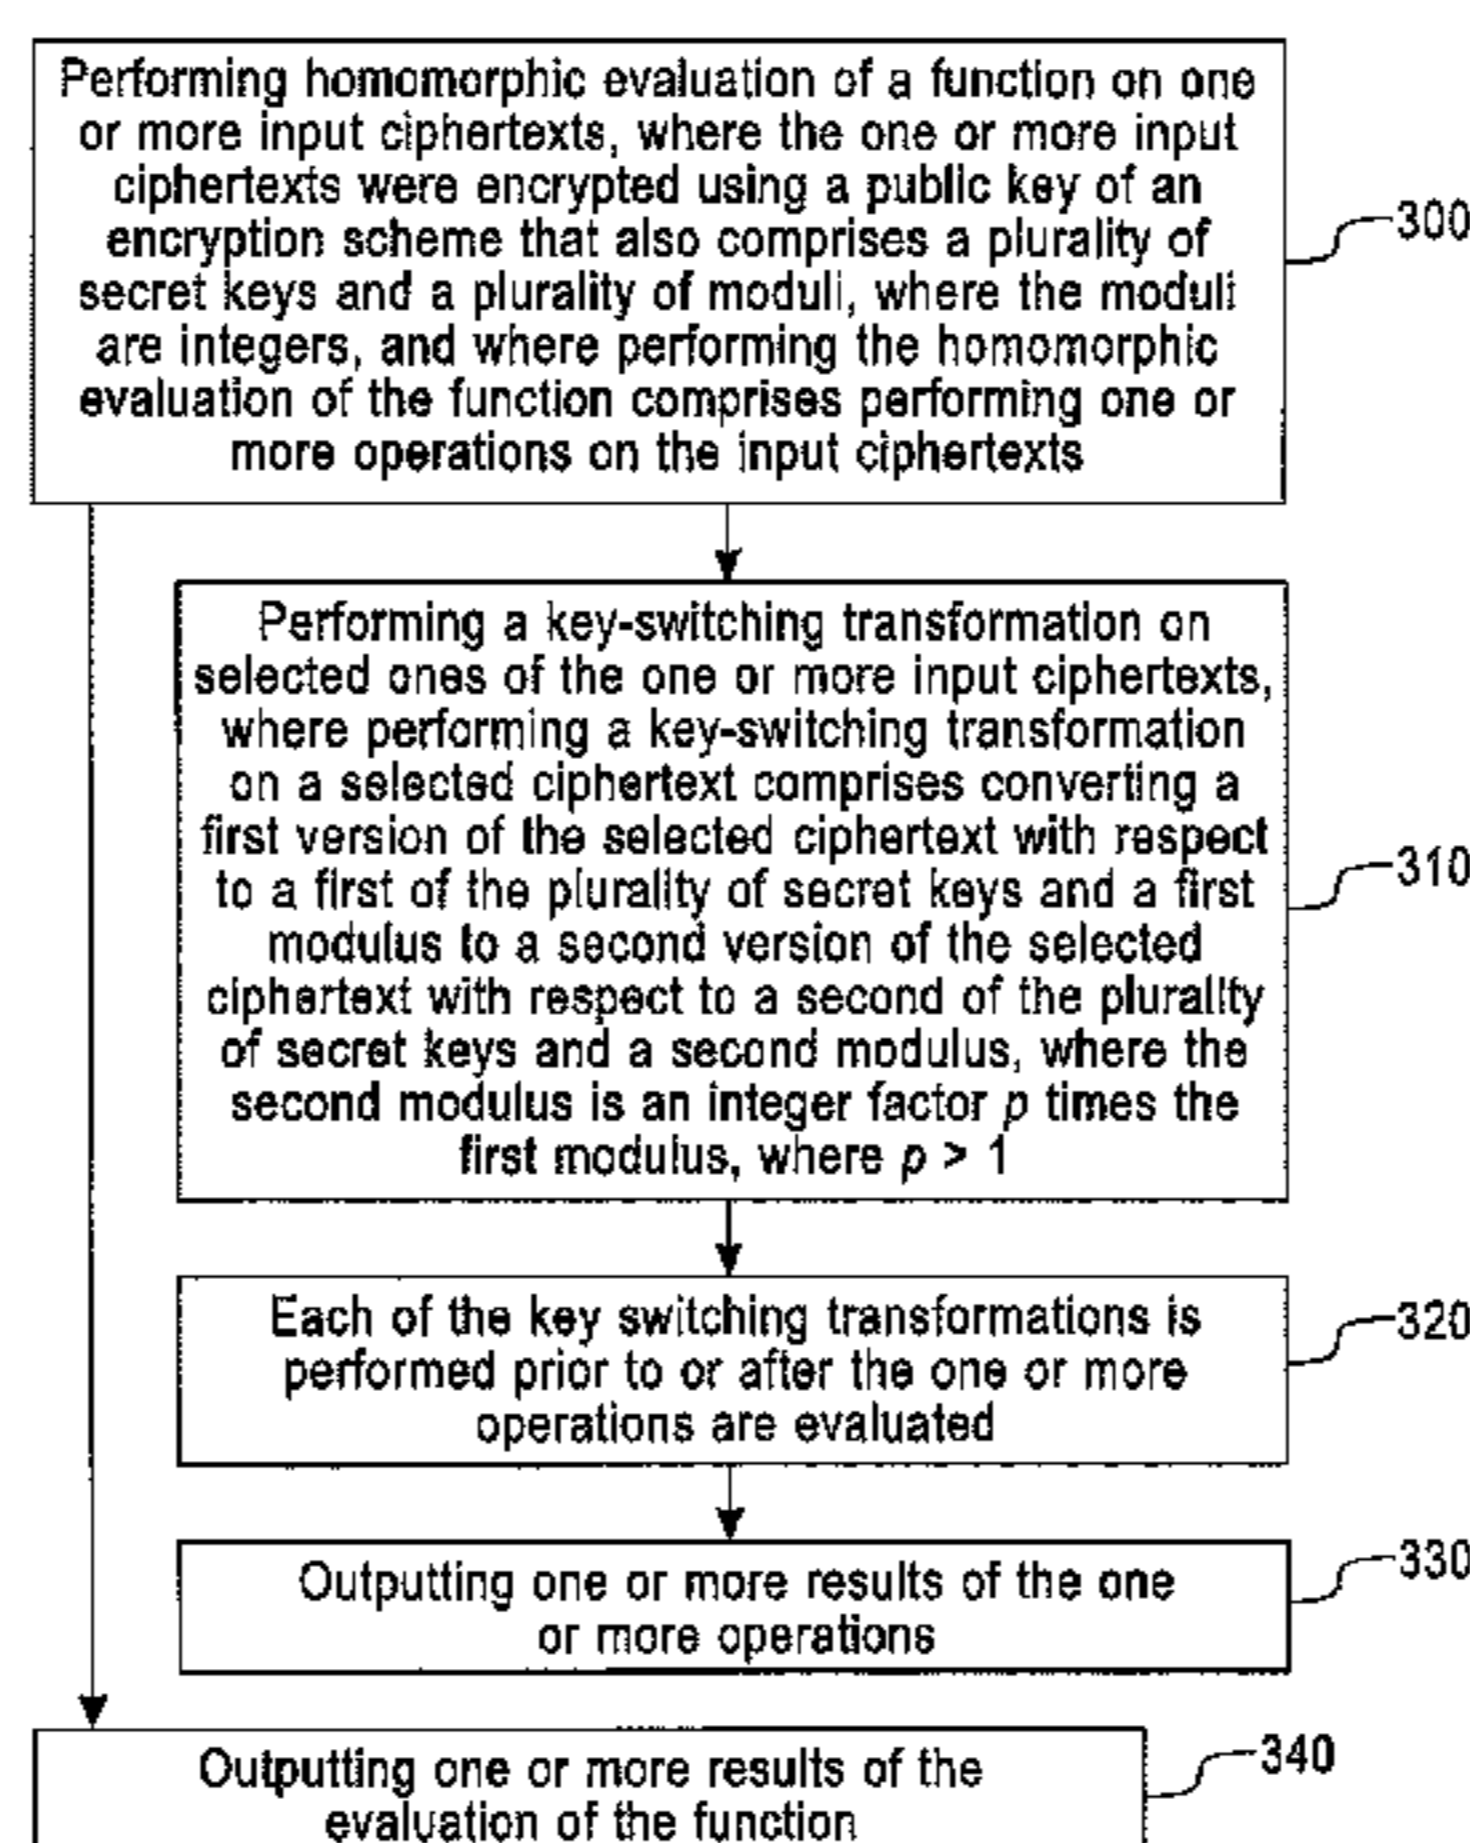 Performing homomorphic evaluation of a function on one
or more input ciphertexts, where the one or more input
ciphertexts were encrypted using a public key of an
encryption scheme that also comprises a plurality of
secret keys and a plurality of moduli, where the moduli
are integers, and where performing the homomorphic
evaluation of the function comprises performing one or
more operations on the input ciphertexts
300
Performing a key-switching transformation on
selected ones of the one or more input ciphertexts,
where performing a key-switching transformation
on a selected ciphertext comprises converting a
first version of the selected ciphertext with respect
to a first of the plurality of secret keys and a first
modulus to a second version of the selected
ciphertext with respect to a second of the plurality
of secret keys and a second modulus, where the
second modulus is an integer factor p times the
first modulus, where p > 1
310
Each of the key switching transformations is
performed prior to or after the one or more
operations are evaluated
320
Outputting one or more results of the one
or more operations
330
Outputting one or more results of the
evaluation of the function
340